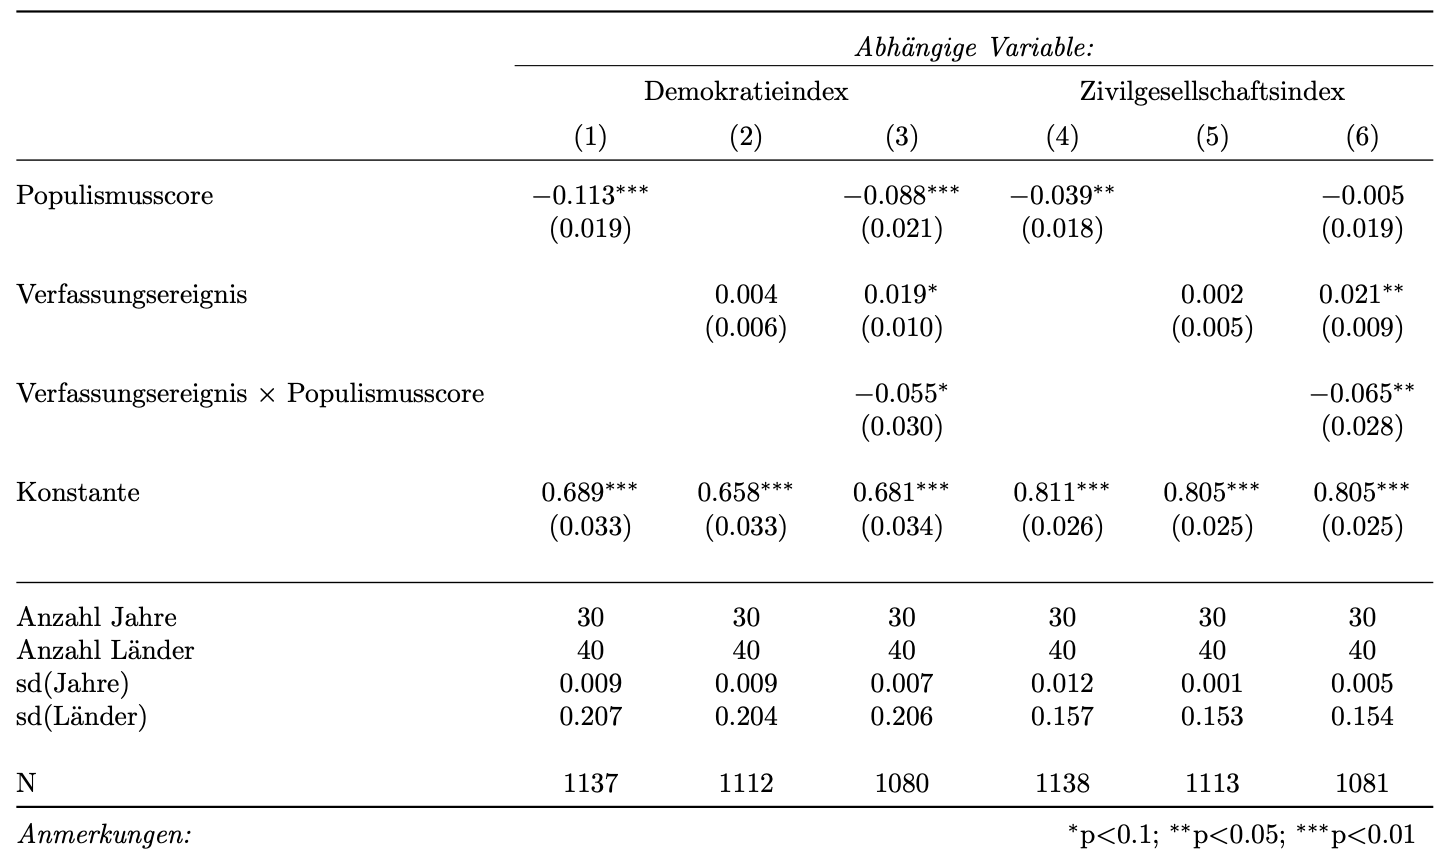 Abhängige Variable:
Demokratieindex Zivilgesellschaftsindex
(1) (2) (3) (4) (5) (6)
Populismusscore −0.113*** −0.088*** −0.039** −0.005
(0.019) (0.021) (0.018) (0.019)
Verfassungsereignis 0.004 0.019* 0.002 0.021**
(0.006) (0.010) (0.005) (0.009)
Verfassungsereignis × Populismusscore −0.055* −0.065**
(0.030) (0.028)
Konstante 0.689*** 0.658*** 0.681*** 0.811*** 0.805*** 0.805***
(0.033) (0.033) (0.034) (0.026) (0.025) (0.025)
Anzahl Jahre 30 30 30 30 30 30
Anzahl Länder 40 40 40 40 40 40
sd(Jahre) 0.009 0.009 0.007 0.012 0.001 0.005
sd(Länder) 0.207 0.204 0.206 0.157 0.153 0.154
N 1137 1112 1080 1138 1113 1081
Anmerkungen: *p<0.1; **p<0.05; ***p<0.01